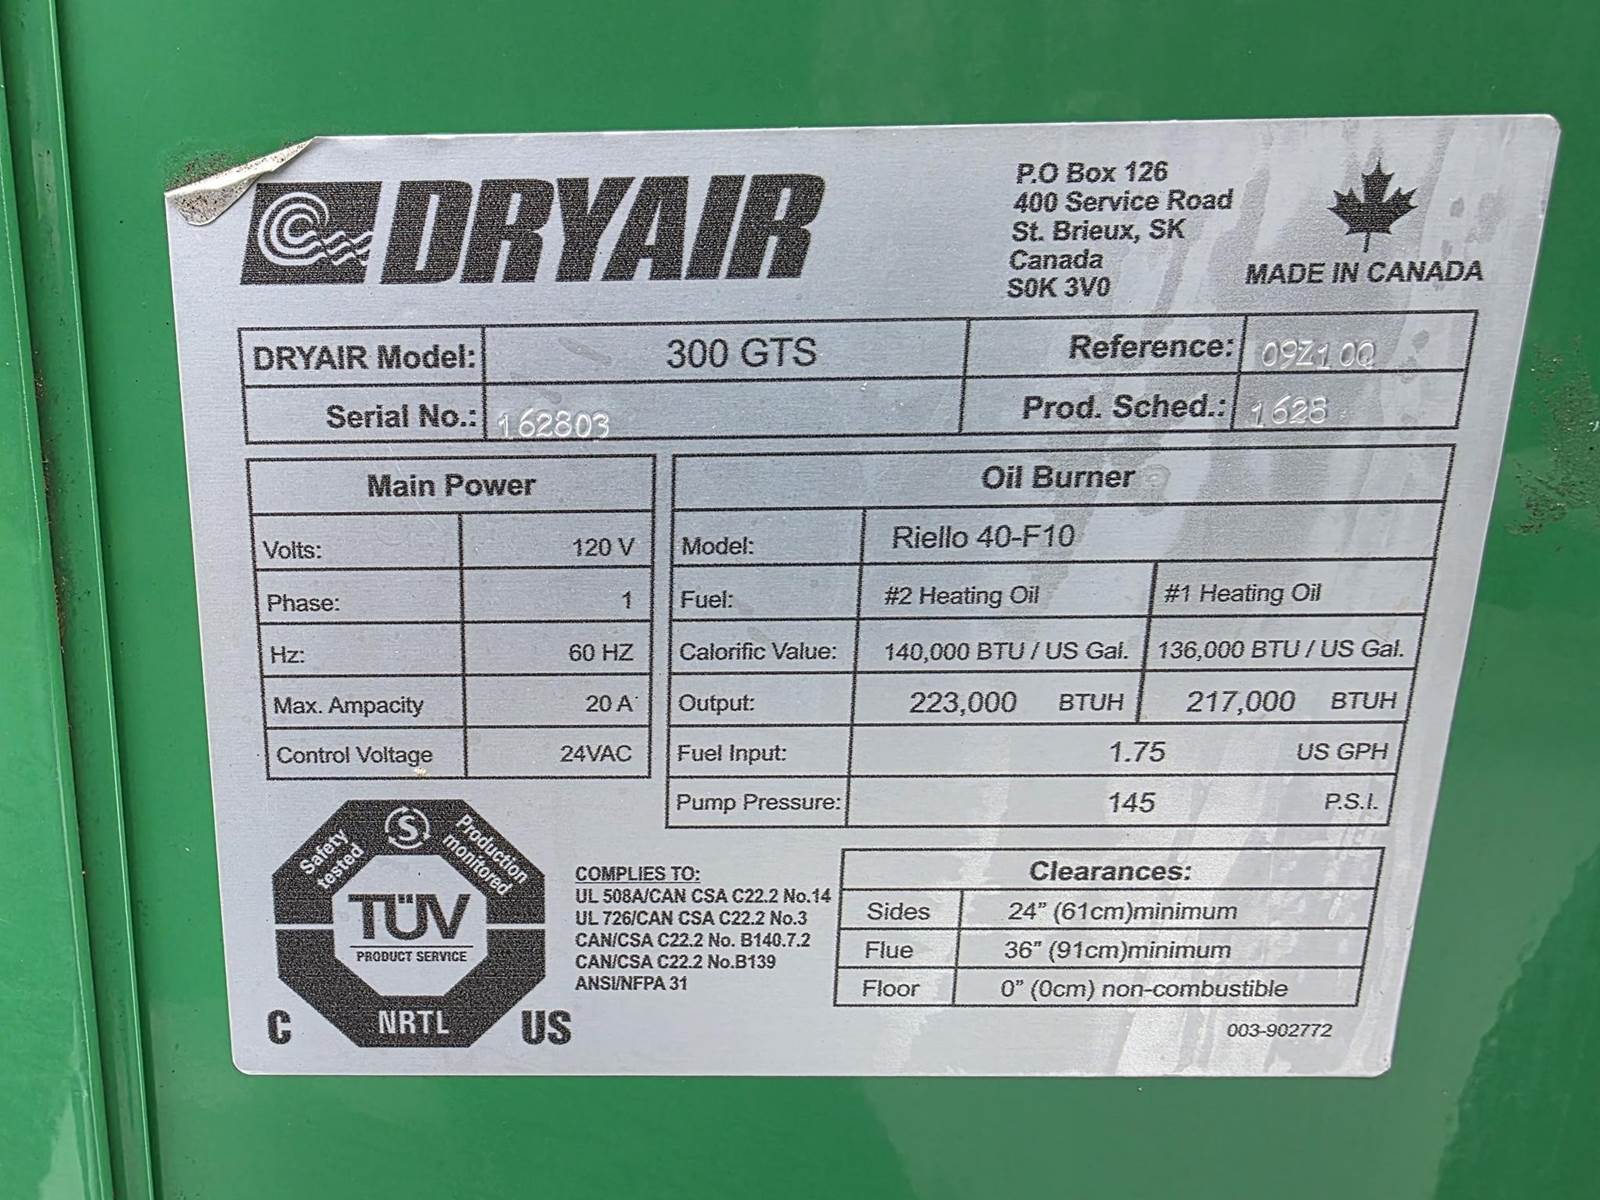 DRYAIR
P.O Box 126
400 Service Road
St. Brieux, SK
Canada
S0K 3V0
MADE IN CANADA
DRYAIR Model: 300 GTS Reference: 09Z10Q
Serial No.: 162803 Prod. Sched.: 1628
Main Power
Volts: 120 V
Phase: 1
Hz: 60 HZ
Max. Ampacity 20 A
Control Voltage 24VAC
Oil Burner
Model: Riello 40-F10
Fuel: #2 Heating Oil #1 Heating Oil
Calorific Value: 140,000 BTU / US Gal. 136,000 BTU / US Gal.
Output: 223,000 BTUH 217,000 BTUH
Fuel Input: 1.75 US GPH
Pump Pressure: 145 P.S.I.
Safety tested
S
Production monitored
TÜV
PRODUCT SERVICE
C NRTL US
COMPLIES TO:
UL 508A/CAN CSA C22.2 No.14
UL 726/CAN CSA C22.2 No.3
CAN/CSA C22.2 No. B140.7.2
CAN/CSA C22.2 No.B139
ANSI/NFPA 31
Clearances:
Sides 24” (61cm)minimum
Flue 36” (91cm)minimum
Floor 0” (0cm) non-combustible
003-902772